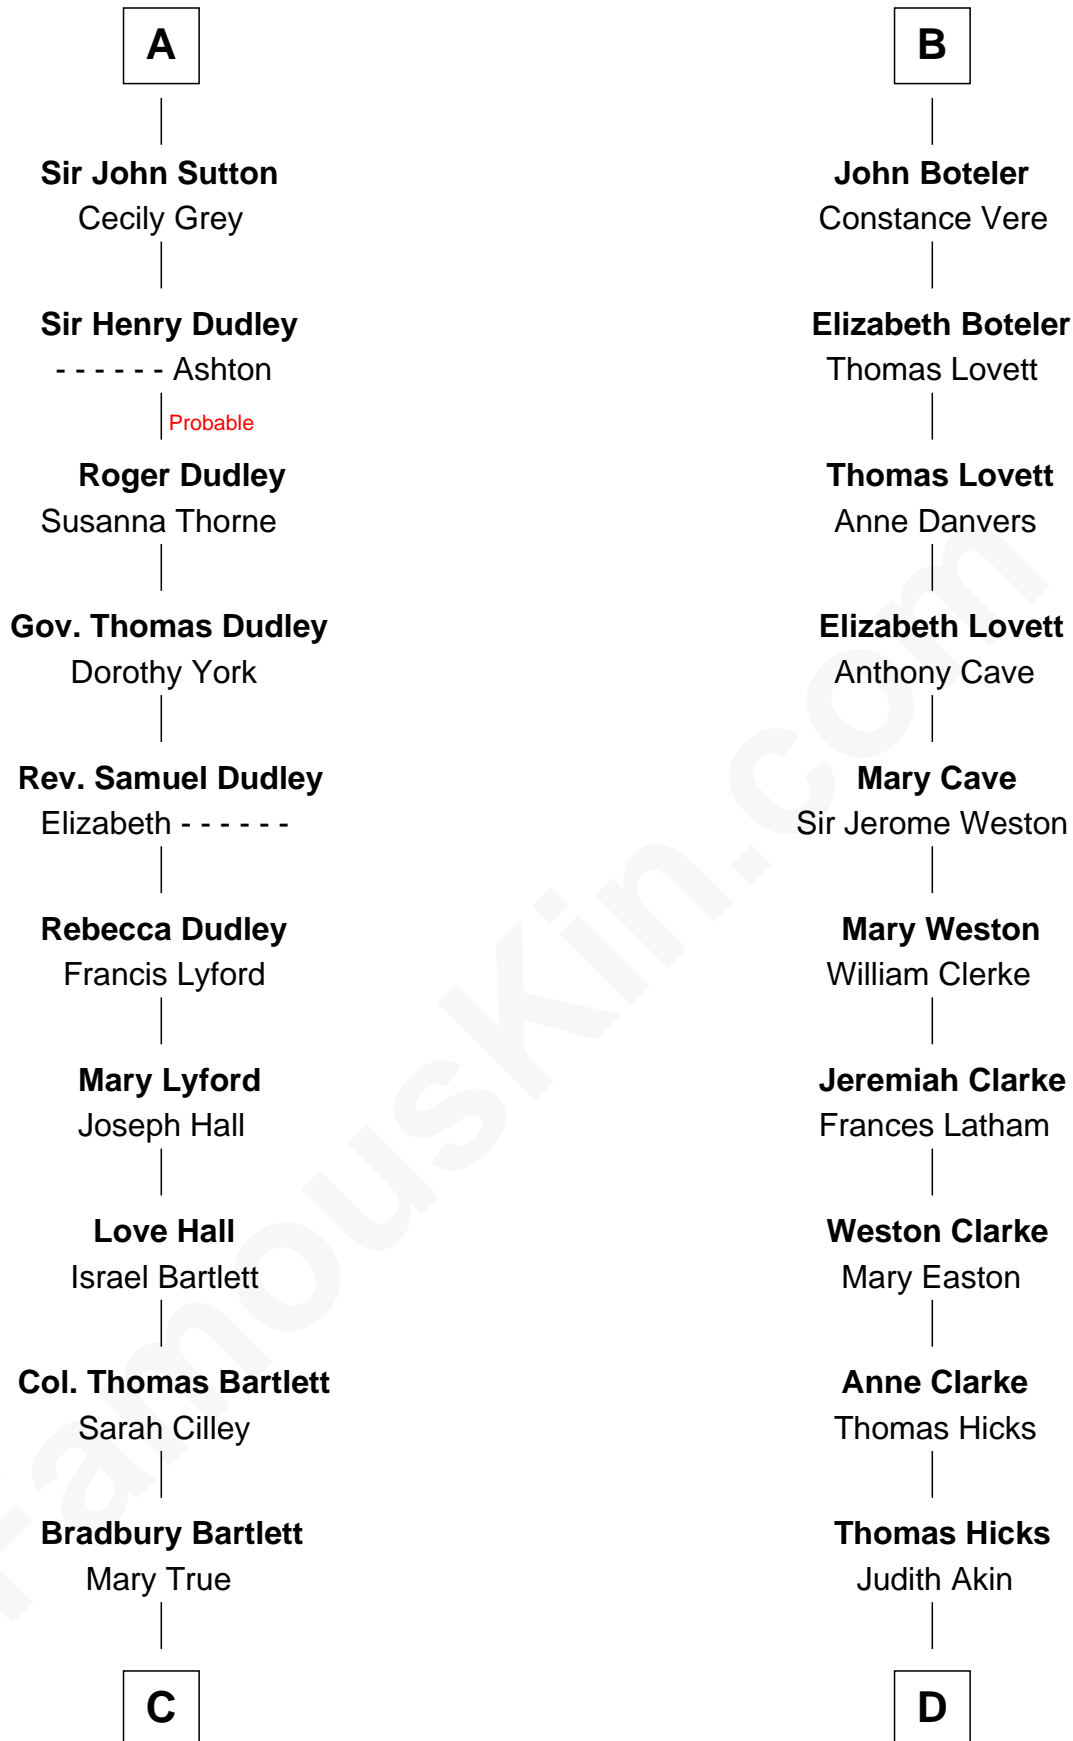 A
Sir John Sutton
Cecily Grey
Sir Henry Dudley
- - - - - - Ashton
Probable
Roger Dudley
Susanna Thorne
Gov. Thomas Dudley
Dorothy York
Rev. Samuel Dudley
Elizabeth - - - - - -
Rebecca Dudley
Francis Lyford
Mary Lyford
Joseph Hall
Love Hall
Israel Bartlett
Col. Thomas Bartlett
Sarah Cilley
Bradbury Bartlett
Mary True
C
B
John Boteler
Constance Vere
Elizabeth Boteler
Thomas Lovett
Thomas Lovett
Anne Danvers
Elizabeth Lovett
Anthony Cave
Mary Cave
Sir Jerome Weston
Mary Weston
William Clerke
Jeremiah Clarke
Frances Latham
Weston Clarke
Mary Easton
Anne Clarke
Thomas Hicks
Thomas Hicks
Judith Akin
D
FamousKin.com